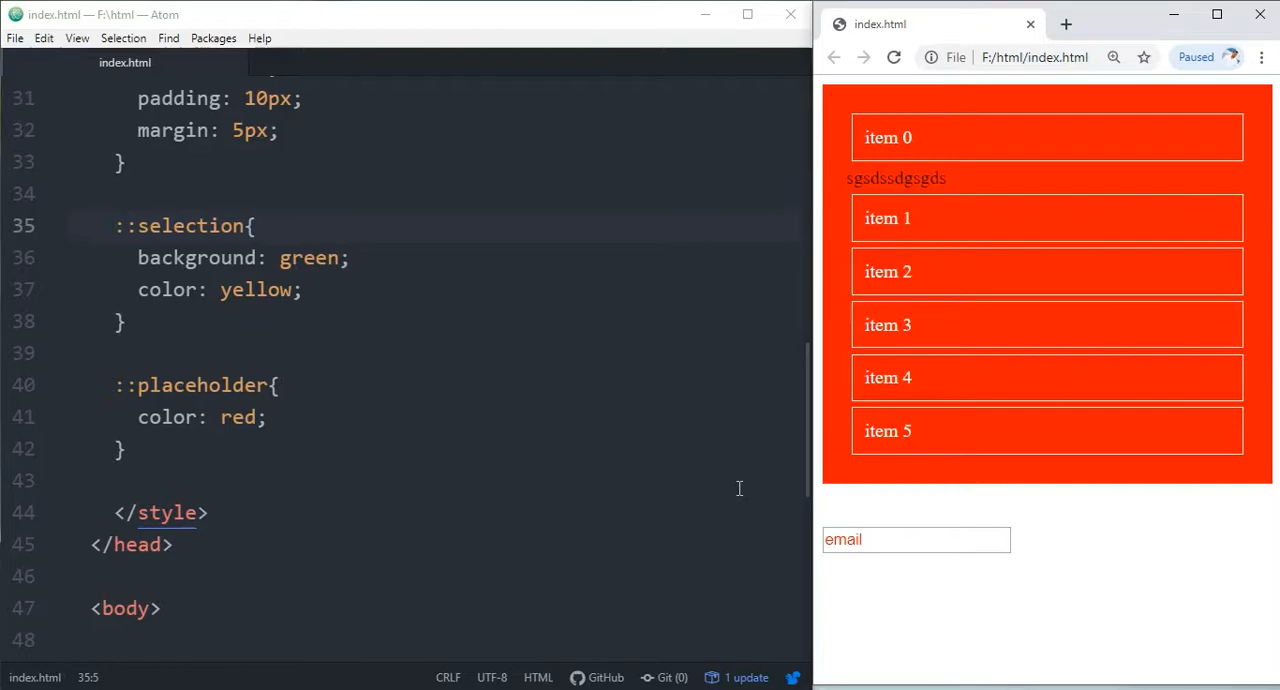 index.html — F:\html — Atom
File Edit View Selection Find Packages Help
index.html
31 padding: 10px;
32 margin: 5px;
33 }
34
35 ::selection{
36 background: green;
37 color: yellow;
38 }
39
40 ::placeholder{
41 color: red;
42 }
43
44 </style>
45 </head>
46
47 <body>
48
index.html 35:5 CRLF UTF-8 HTML GitHub Git (0) 1 update
index.html
File F:/html/index.html Paused
item 0
sgsdssdgsgds
item 1
item 2
item 3
item 4
item 5
email